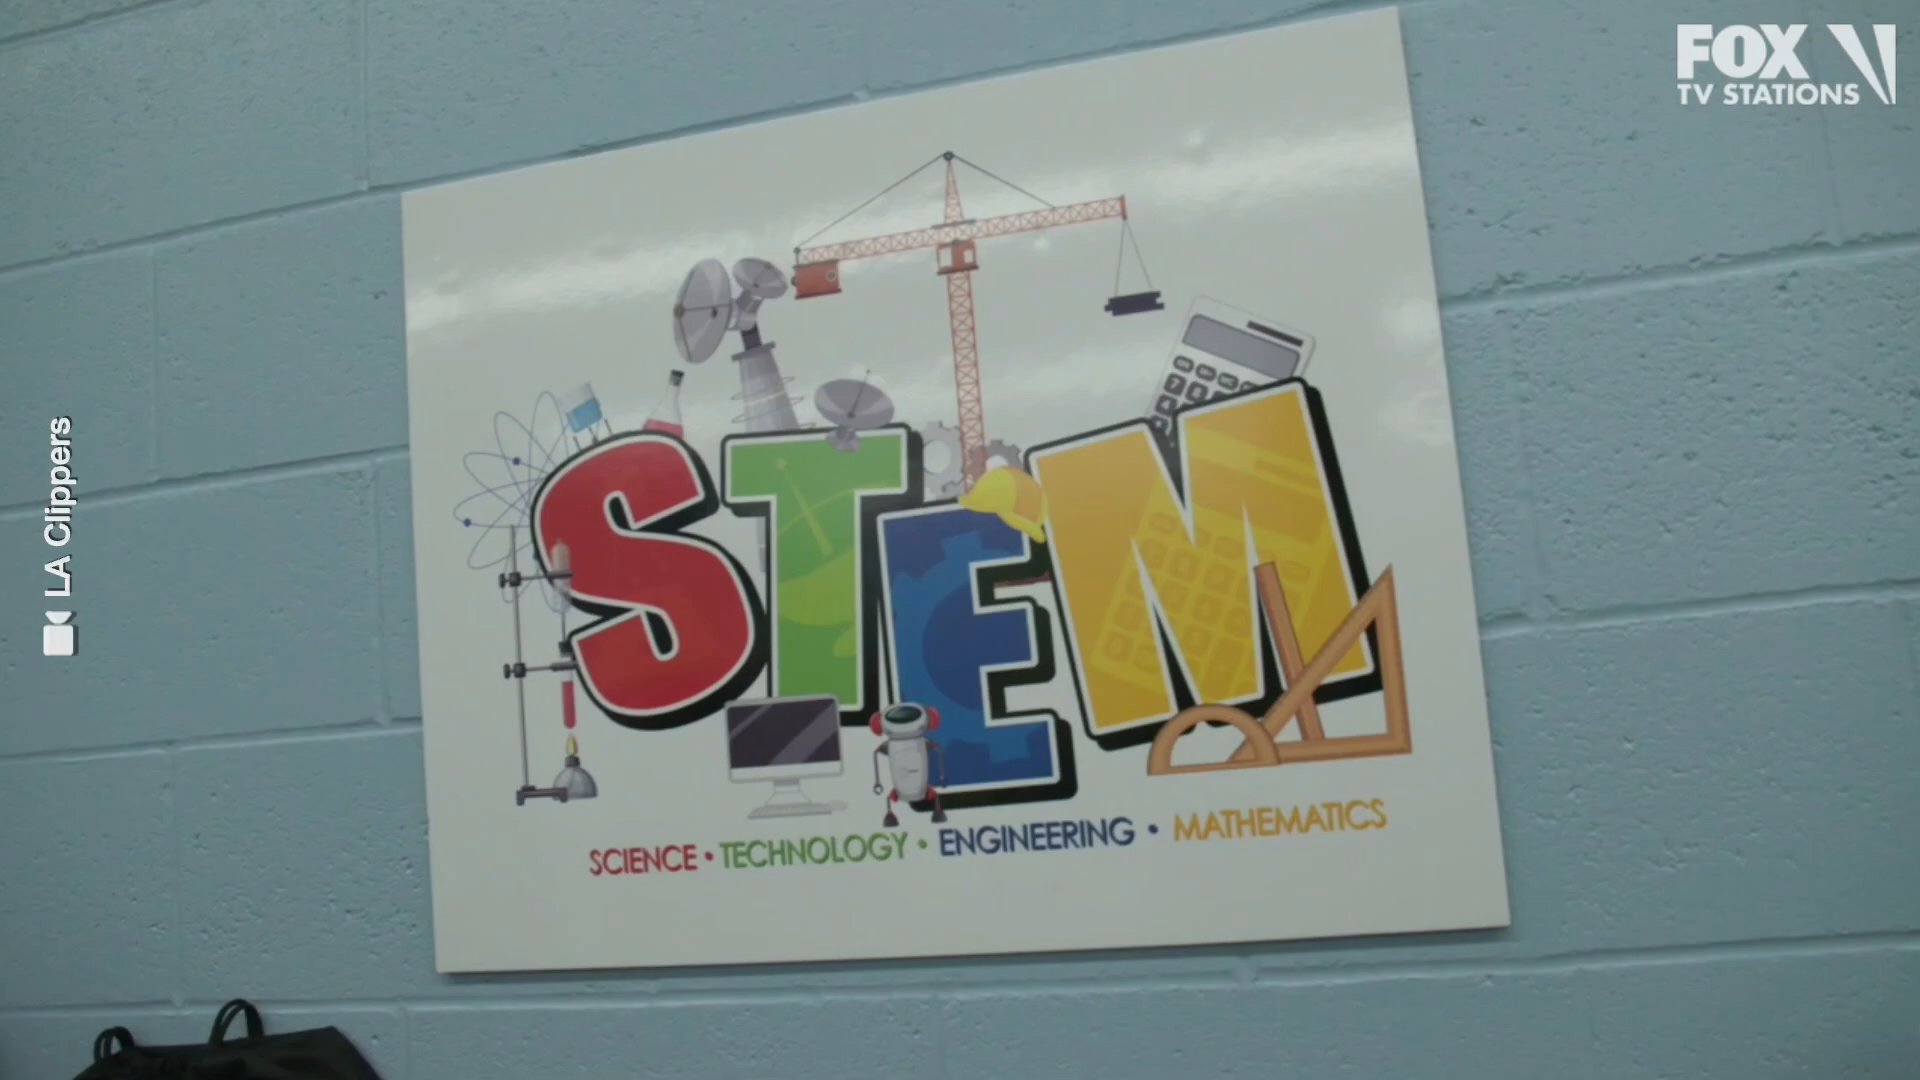 FOX
TV STATIONS
LA Clippers
STEM
SCIENCE • TECHNOLOGY • ENGINEERING • MATHEMATICS